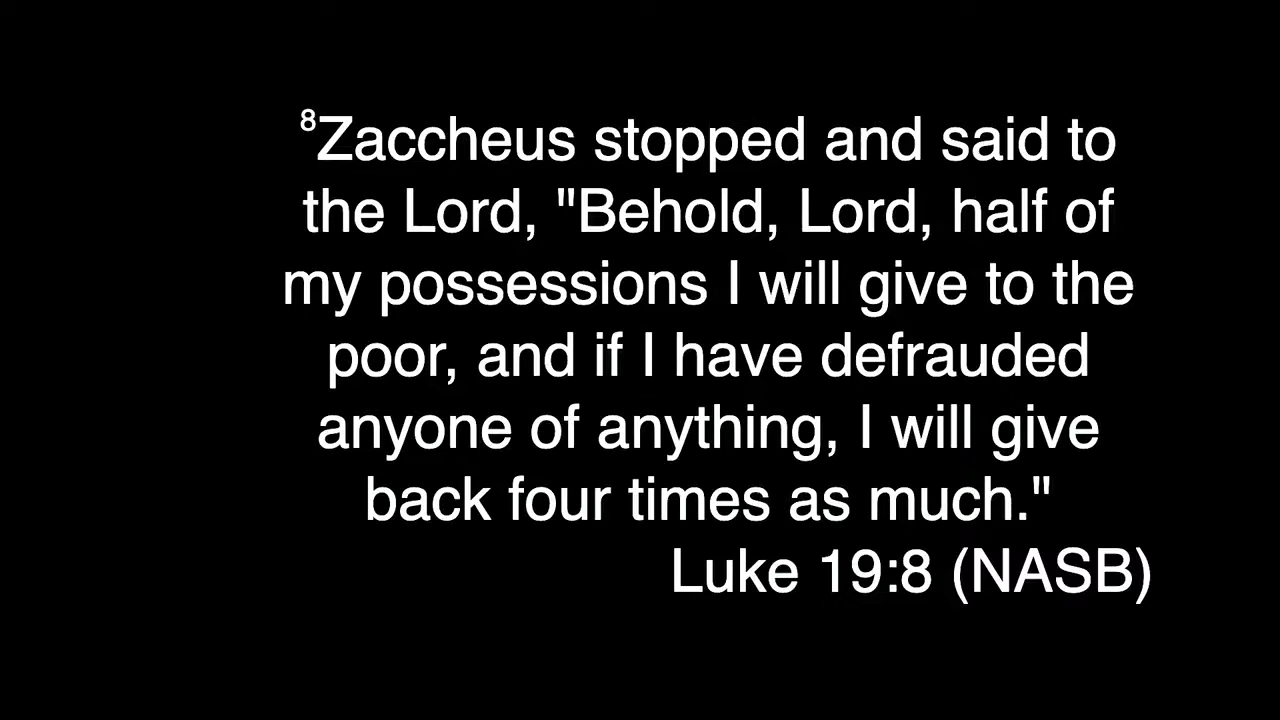 ⁸Zaccheus stopped and said to
the Lord, "Behold, Lord, half of
my possessions I will give to the
poor, and if I have defrauded
anyone of anything, I will give
back four times as much."
Luke 19:8 (NASB)